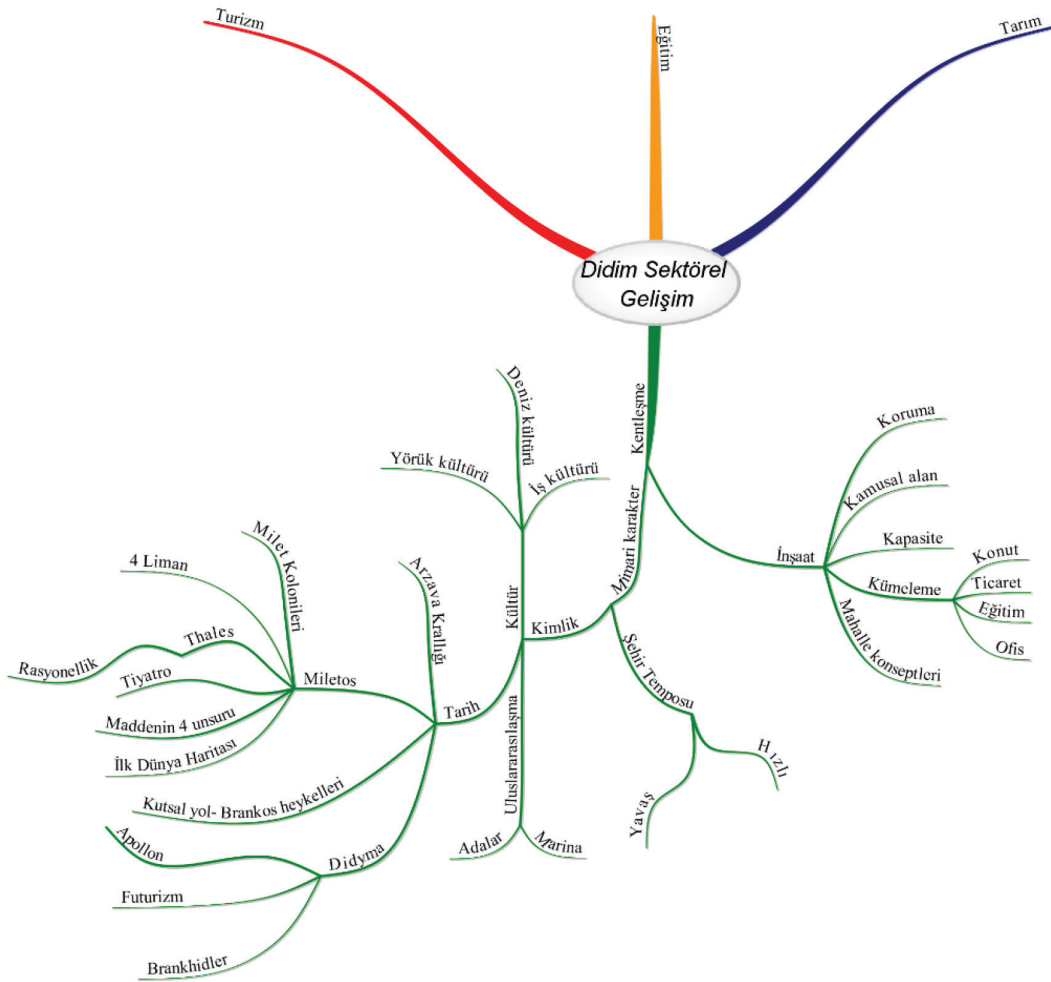 Turizm
Eğitim
Tarım
Didim Sektörel
Gelişim
Kentleşme
Mimari karakter
Kimlik
Kültür
Yörük kültürü
Deniz kültürü
İş kültürü
Tarih
Arzava Krallığı
Miletos
Milet Kolonileri
4 Liman
Thales
Rasyonellik
Tiyatro
Maddenin 4 unsuru
İlk Dünya Haritası
Kutsal yol- Brankos heykelleri
Didyma
Apollon
Futurizm
Brankhidler
Uluslararasılaşma
Adalar
Marina
Şehir Temposu
Yavaş
Hızlı
İnşaat
Koruma
Kamusal alan
Kapasite
Kümeleme
Konut
Ticaret
Eğitim
Ofis
Mahalle konseptleri